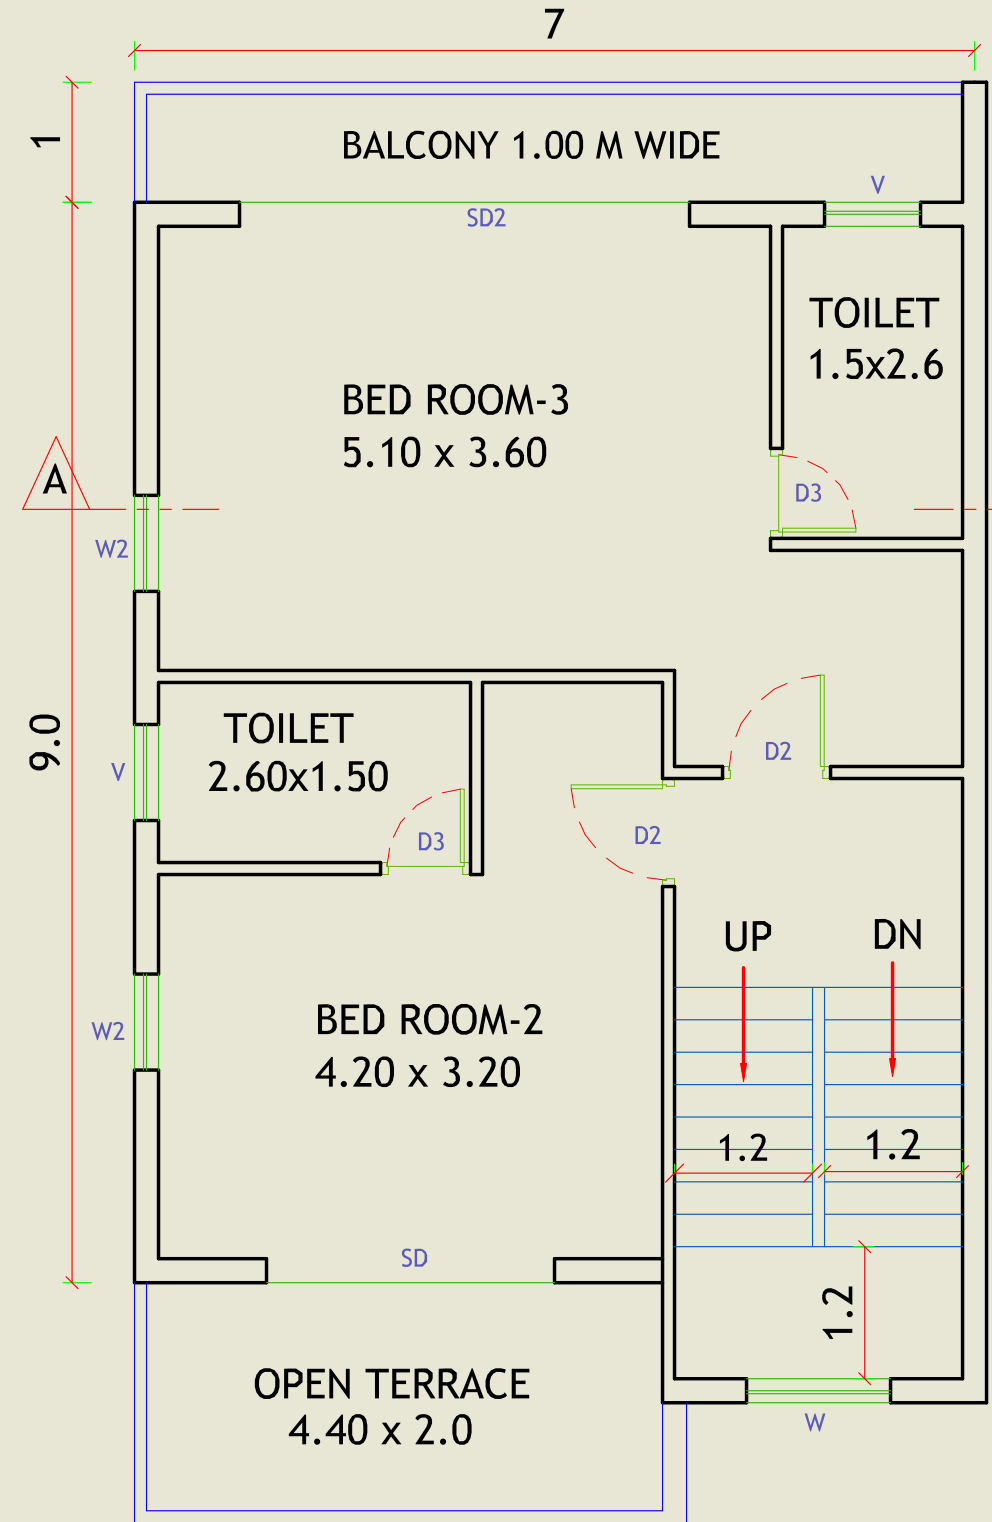 7
1
BALCONY 1.00 M WIDE
V
SD2
TOILET
1.5x2.6
BED ROOM-3
5.10 x 3.60
A
D3
W2
9.0
TOILET
2.60x1.50
V
D2
D3
D2
UP
DN
BED ROOM-2
4.20 x 3.20
W2
1.2
1.2
SD
1.2
OPEN TERRACE
4.40 x 2.0
W